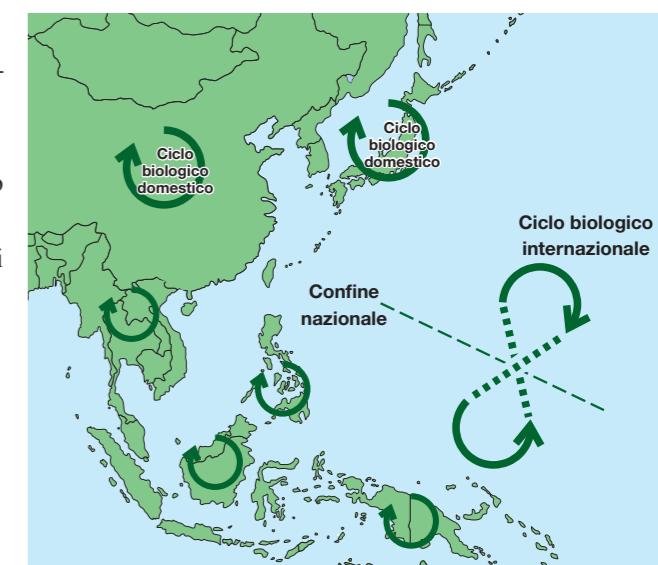 Ciclo
biologico
domestico
Ciclo
biologico
domestico
Ciclo biologico
internazionale
Confine
nazionale